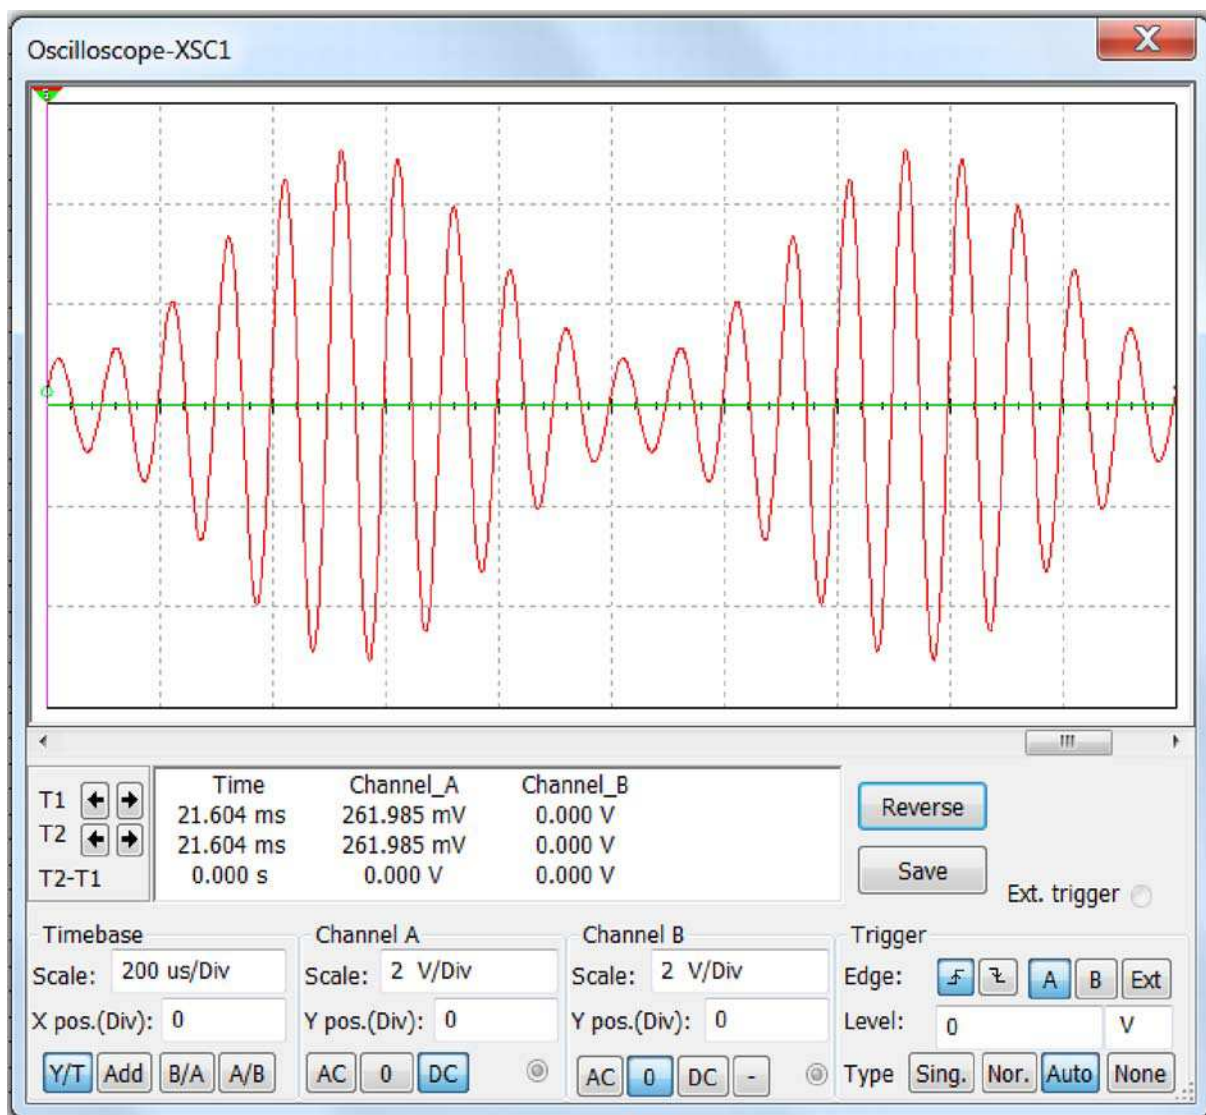 Oscilloscope-XSC1
T1
T2
T2-T1
Time Channel_A Channel_B
21.604 ms 261.985 mV 0.000 V
21.604 ms 261.985 mV 0.000 V
0.000 s 0.000 V 0.000 V
Reverse
Save
Ext. trigger
Timebase
Scale: 200 us/Div
X pos.(Div): 0
Y/T Add B/A A/B
Channel A
Scale: 2 V/Div
Y pos.(Div): 0
AC 0 DC
Channel B
Scale: 2 V/Div
Y pos.(Div): 0
AC 0 DC -
Trigger
Edge: A B Ext
Level: 0 V
Type Sing. Nor. Auto None